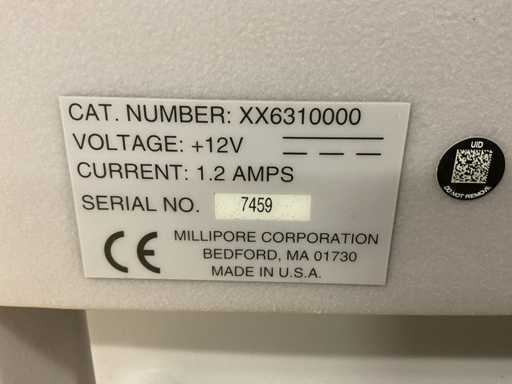 CAT. NUMBER: XX6310000
VOLTAGE: +12V
CURRENT: 1.2 AMPS
SERIAL NO. 7459
CE
MILLIPORE CORPORATION
BEDFORD, MA 01730
MADE IN U.S.A.
UID
DO NOT REMOVE